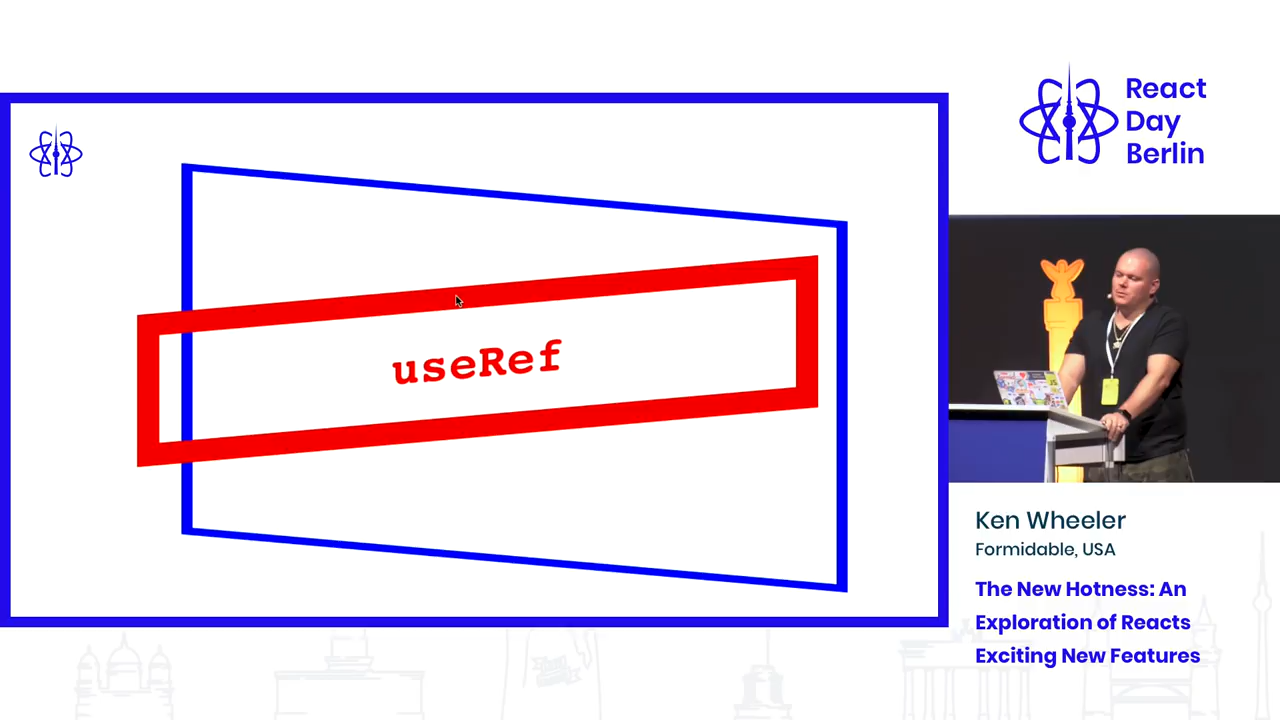 React
Day
Berlin
useRef
Ken Wheeler
Formidable, USA
The New Hotness: An
Exploration of Reacts
Exciting New Features